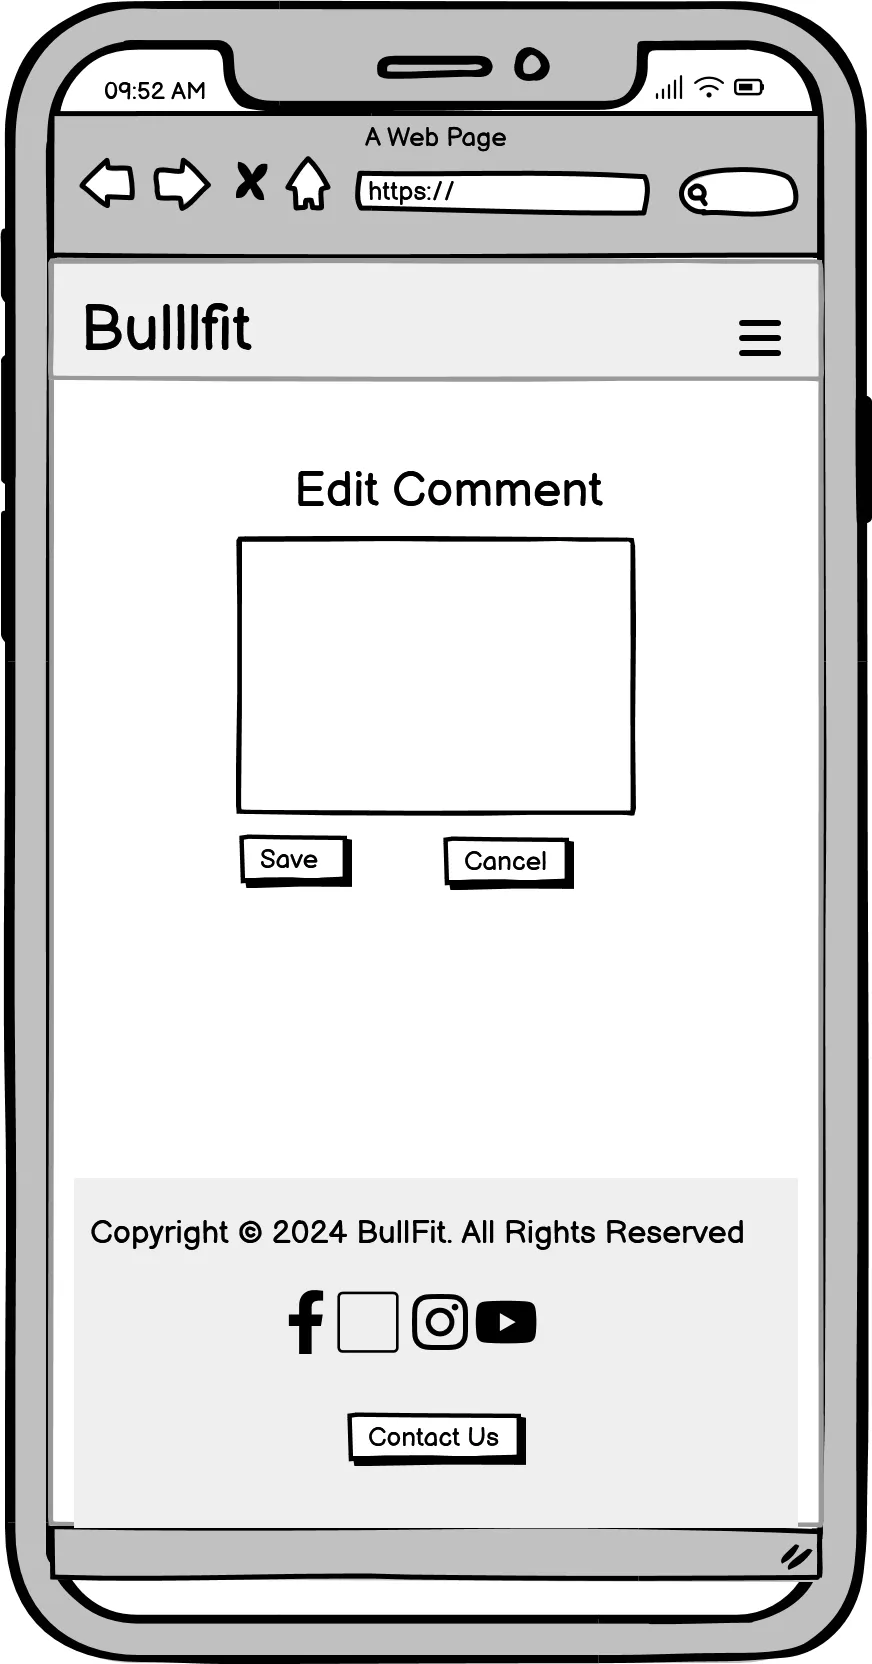 09:52 AM
A Web Page
https://
Bulllfit
Edit Comment
Save
Cancel
Copyright © 2024 BullFit. All Rights Reserved
Contact Us